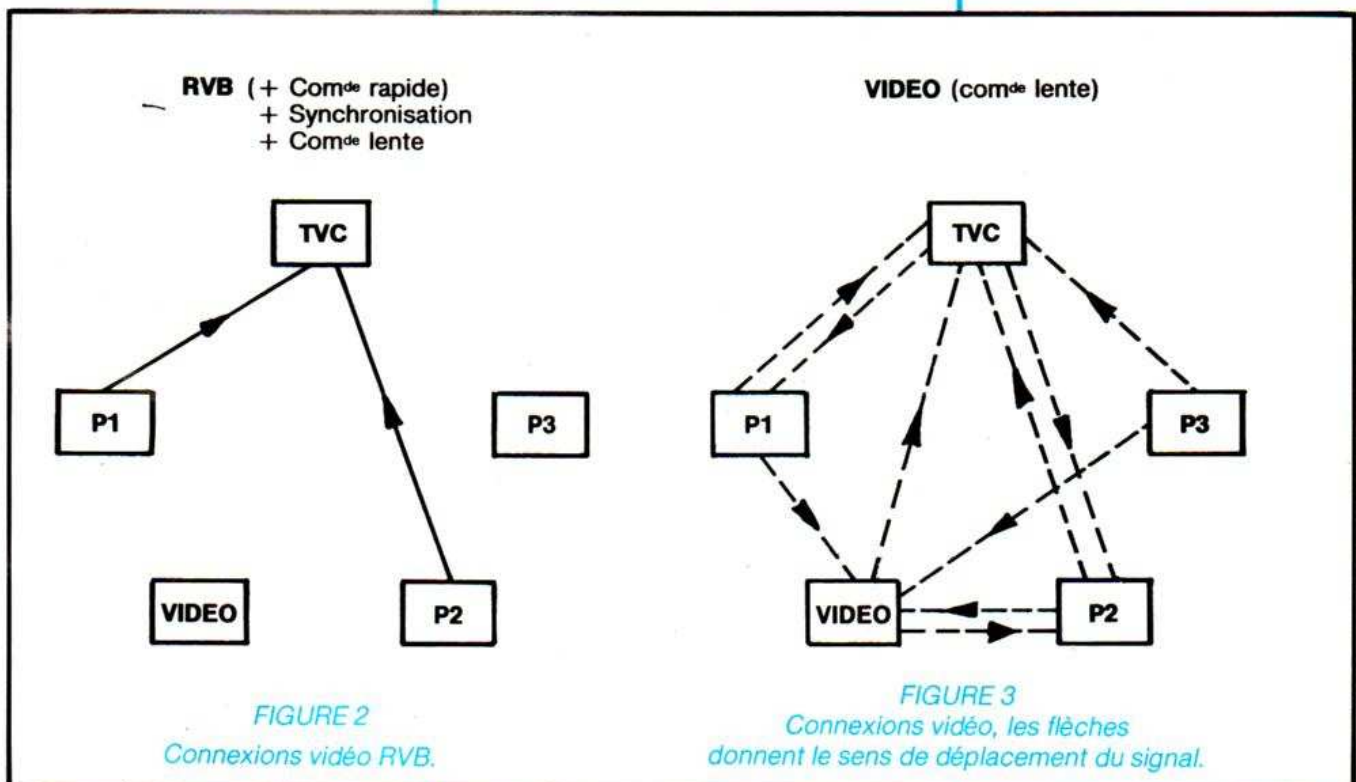 RVB (+ Comde rapide)
+ Synchronisation
+ Comde lente
TVC
P1
P3
VIDEO
P2
FIGURE 2
Connexions vidéo RVB.
VIDEO (comde lente)
TVC
P1
P3
VIDEO
P2
FIGURE 3
Connexions vidéo, les flèches
donnent le sens de déplacement du signal.